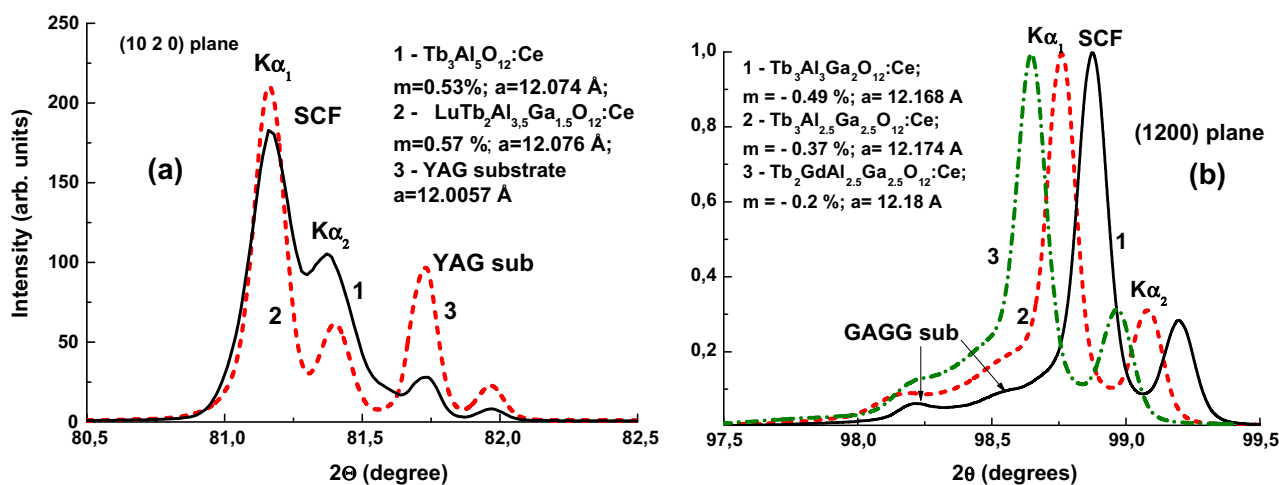 (10 2 0) plane
Kα₁
SCF
1 - Tb₃Al₅O₁₂:Ce
m=0.53%; a=12.074 Å;
2 - LuTb₂Al₃,₅Ga₁.₅O₁₂:Ce
m=0.57 %; a=12.076 Å;
3 - YAG substrate
a=12.0057 Å
(a)
Kα₂
YAG sub
1
2
3
Intensity (arb. units)
250
200
150
100
50
0
80,5
81,0
81,5
82,0
82,5
2Θ (degree)
Kα₁
SCF
1 - Tb₃Al₃Ga₂O₁₂:Ce;
m = - 0.49 %; a= 12.168 A
2 - Tb₃Al₂.₅Ga₂.₅O₁₂:Ce;
m = - 0.37 %; a= 12.174 A
3 - Tb₂GdAl₂.₅Ga₂.₅O₁₂:Ce;
m = - 0.2 %; a= 12.18 A
(1200) plane
(b)
3
1
2
Kα₂
GAGG sub
1,0
0,8
0,6
0,4
0,2
97,5
98,0
98,5
99,0
99,5
2θ (degrees)